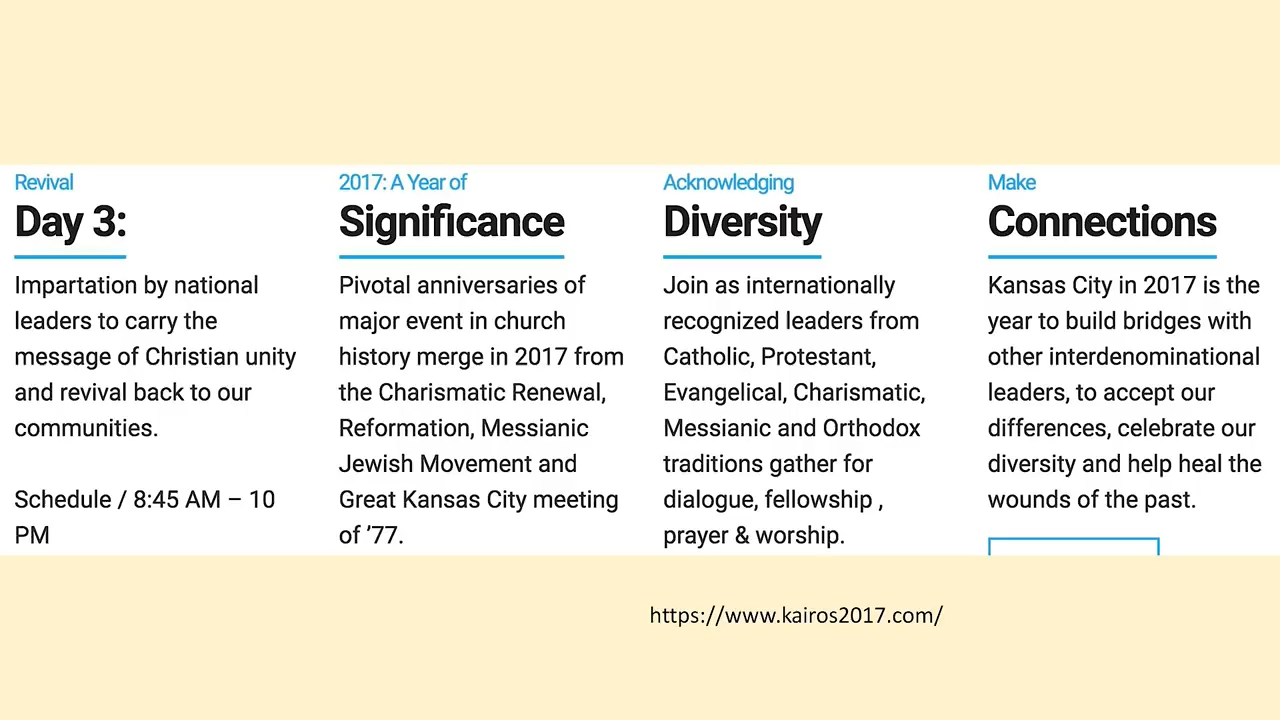 Revival
Day 3:
Impartation by national
leaders to carry the
message of Christian unity
and revival back to our
communities.
Schedule / 8:45 AM – 10
PM
2017: A Year of
Significance
Pivotal anniversaries of
major event in church
history merge in 2017 from
the Charismatic Renewal,
Reformation, Messianic
Jewish Movement and
Great Kansas City meeting
of ’77.
Acknowledging
Diversity
Join as internationally
recognized leaders from
Catholic, Protestant,
Evangelical, Charismatic,
Messianic and Orthodox
traditions gather for
dialogue, fellowship ,
prayer & worship.
Make
Connections
Kansas City in 2017 is the
year to build bridges with
other interdenominational
leaders, to accept our
differences, celebrate our
diversity and help heal the
wounds of the past.
https://www.kairos2017.com/